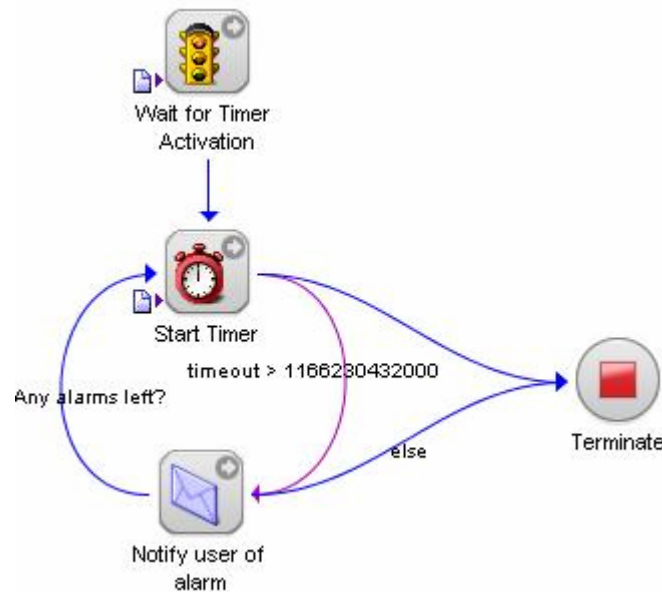 Wait for Timer
Activation
Start Timer
timeout > 1166230432000
Any alarms left?
Terminate
else
Notify user of
alarm